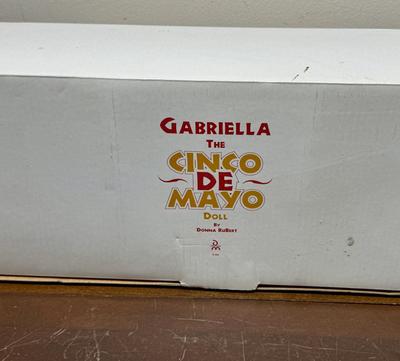 GABRIELLA
THE
CINCO
DE
MAYO
DOLL
BY
DONNA RUBERT